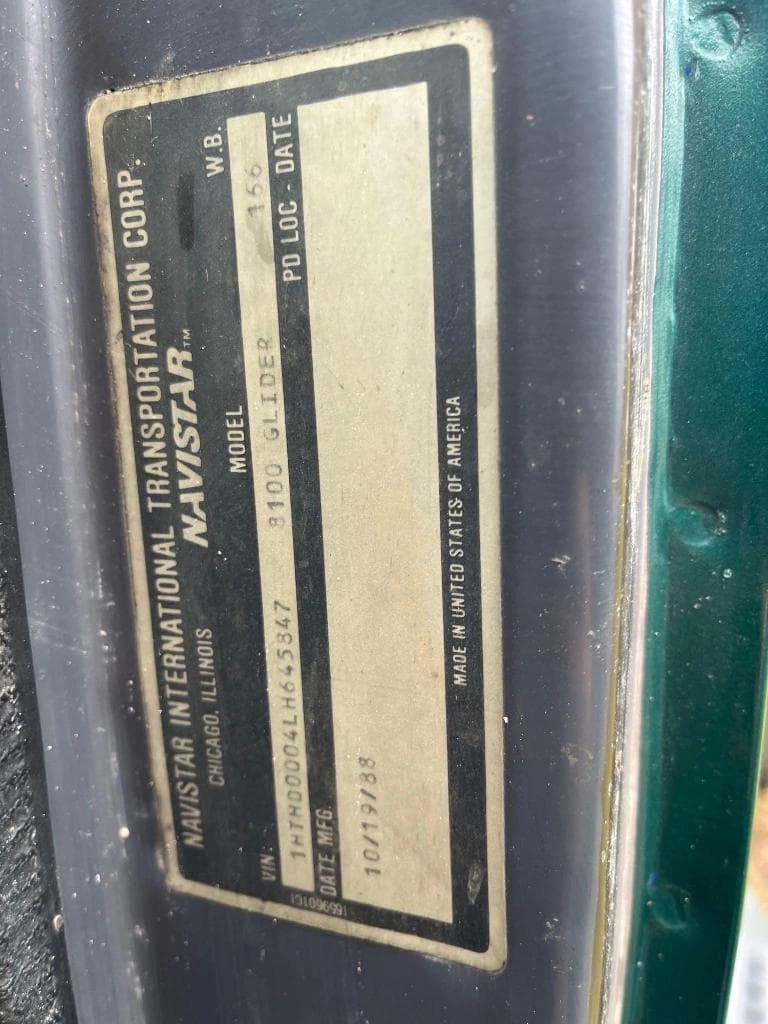 NAVISTAR INTERNATIONAL TRANSPORTATION CORP.
CHICAGO, ILLINOIS NAVISTAR™
VIN MODEL W.B.
1HTHD0004LH645847 8100 GLIDER 166
DATE MFG. PD LOC - DATE
10/19/88
MADE IN UNITED STATES OF AMERICA
1659601C1